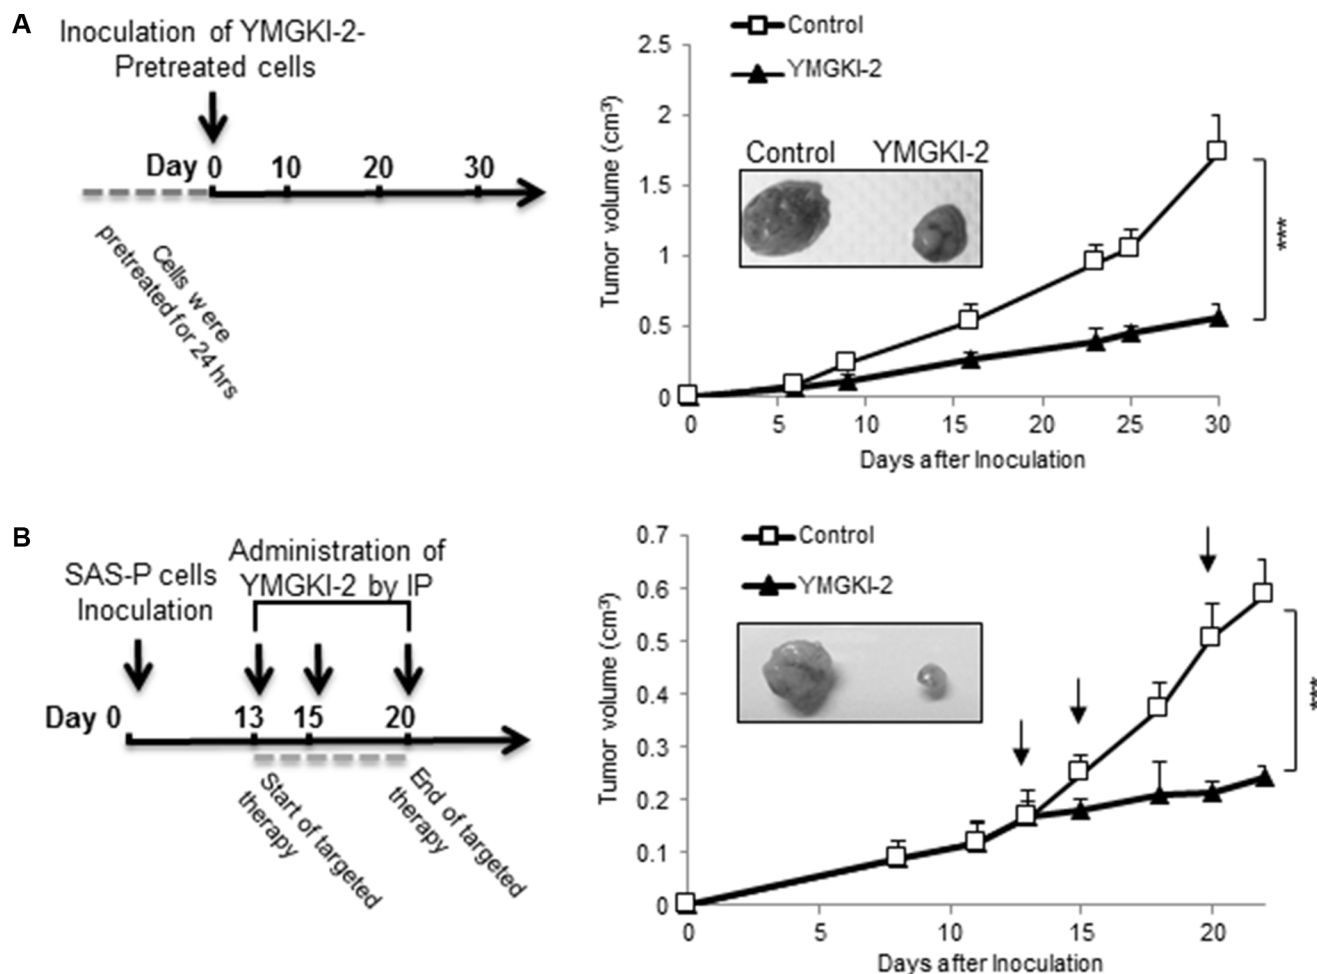 A
Inoculation of YMGKI-2-
Pretreated cells
Day 0 10 20 30
Cells were
pretreated for 24 hrs
Control
YMGKI-2
Tumor volume (cm³)
2.5
2
1.5
1
0.5
0
Control YMGKI-2
***
0 5 10 15 20 25 30
Days after Inoculation
B
SAS-P cells
Inoculation
Administration of
YMGKI-2 by IP
Day 0 13 15 20
Start of targeted
therapy
End of targeted
therapy
Control
YMGKI-2
Tumor volume (cm³)
0.7
0.6
0.5
0.4
0.3
0.2
0.1
0
***
0 5 10 15 20
Days after Inoculation